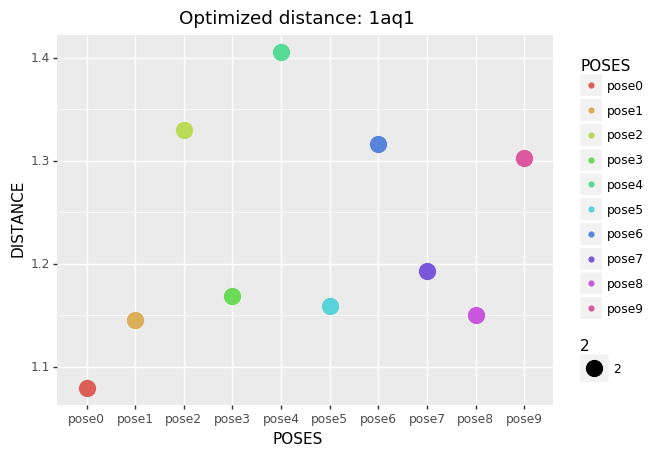 Optimized distance: 1aq1
DISTANCE
1.4
1.3
1.2
1.1
pose0 pose1 pose2 pose3 pose4 pose5 pose6 pose7 pose8 pose9
POSES
POSES
pose0
pose1
pose2
pose3
pose4
pose5
pose6
pose7
pose8
pose9
2
2